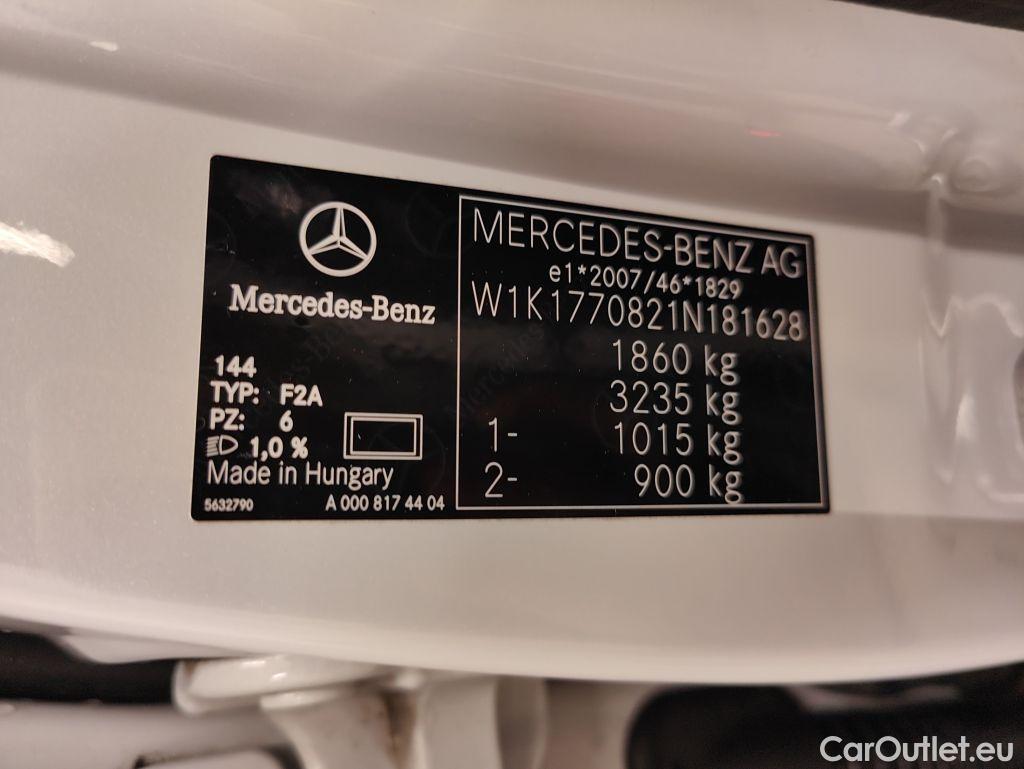 Mercedes-Benz
144
TYP: F2A
PZ: 6
1,0 %
Made in Hungary
5632790 A 000 817 44 04
MERCEDES-BENZ AG
e1*2007/46*1829
W1K1770821N181628
1860 kg
3235 kg
1- 1015 kg
2- 900 kg
CarOutlet.eu